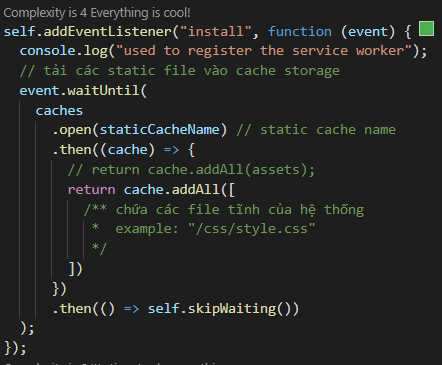 Complexity is 4 Everything is cool!
self.addEventListener("install", function (event) {
  console.log("used to register the service worker");
  // tải các static file vào cache storage
  event.waitUntil(
    caches
      .open(staticCacheName) // static cache name
      .then((cache) => {
        // return cache.addAll(assets);
        return cache.addAll([
          /** chứa các file tĩnh của hệ thống
           *  example: "/css/style.css"
           */
        ])
      })
      .then(() => self.skipWaiting())
  );
});